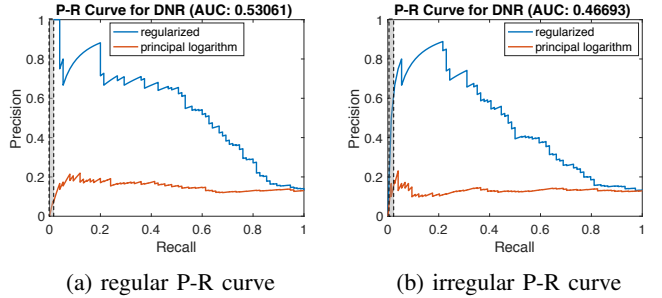 P-R Curve for DNR (AUC: 0.53061)
regularized
principal logarithm
1
0.8
0.6
0.4
0.2
0
Precision
0 0.2 0.4 0.6 0.8 1
Recall
(a) regular P-R curve
P-R Curve for DNR (AUC: 0.46693)
regularized
principal logarithm
1
0.8
0.6
0.4
0.2
0
Precision
0 0.2 0.4 0.6 0.8 1
Recall
(b) irregular P-R curve